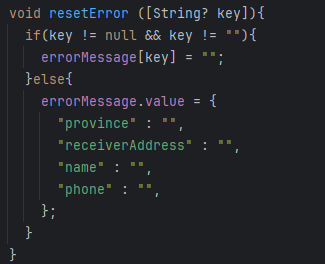 void resetError ([String? key]){
  if(key != null && key != ""){
    errorMessage[key] = "";
  }else{
    errorMessage.value = {
      "province" : "",
      "receiverAddress" : "",
      "name" : "",
      "phone" : "",
    };
  }
}